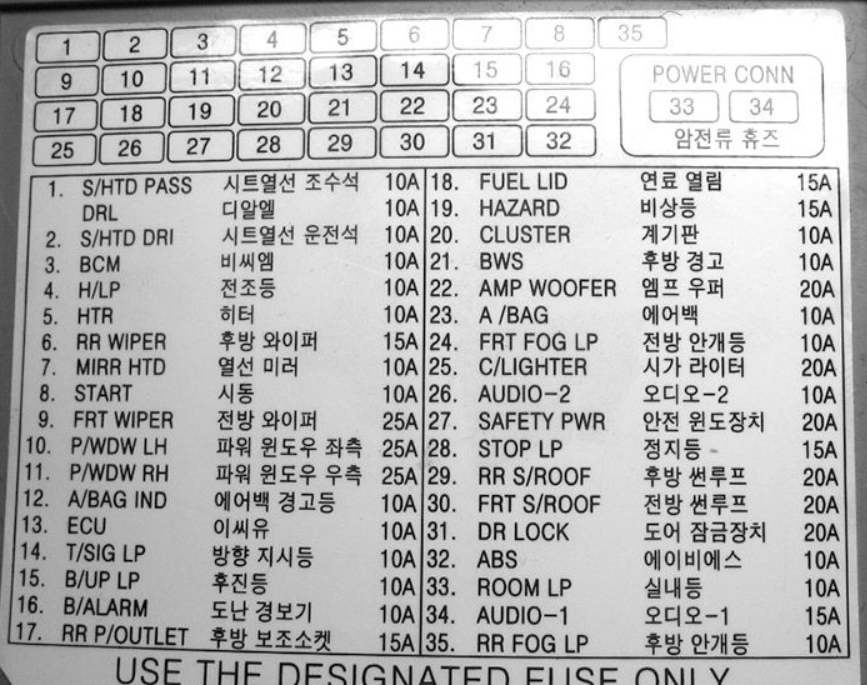 1 2 3 4 5 6 7 8 35
9 10 11 12 13 14 15 16 POWER CONN
17 18 19 20 21 22 23 24 33 34
25 26 27 28 29 30 31 32 암전류 휴즈
1. S/HTD PASS 시트열선 조수석 10A 18. FUEL LID 연료 열림 15A
DRL 디알엘 10A 19. HAZARD 비상등 15A
2. S/HTD DRI 시트열선 운전석 10A 20. CLUSTER 계기판 10A
3. BCM 비씨엠 10A 21. BWS 후방 경고 10A
4. H/LP 전조등 10A 22. AMP WOOFER 엠프 우퍼 20A
5. HTR 히터 10A 23. A /BAG 에어백 10A
6. RR WIPER 후방 와이퍼 15A 24. FRT FOG LP 전방 안개등 10A
7. MIRR HTD 열선 미러 10A 25. C/LIGHTER 시가 라이터 20A
8. START 시동 10A 26. AUDIO-2 오디오-2 10A
9. FRT WIPER 전방 와이퍼 25A 27. SAFETY PWR 안전 윈도장치 20A
10. P/WDW LH 파워 윈도우 좌측 25A 28. STOP LP 정지등 15A
11. P/WDW RH 파워 윈도우 우측 25A 29. RR S/ROOF 후방 썬루프 20A
12. A/BAG IND 에어백 경고등 10A 30. FRT S/ROOF 전방 썬루프 20A
13. ECU 이씨유 10A 31. DR LOCK 도어 잠금장치 20A
14. T/SIG LP 방향 지시등 10A 32. ABS 에이비에스 10A
15. B/UP LP 후진등 10A 33. ROOM LP 실내등 10A
16. B/ALARM 도난 경보기 10A 34. AUDIO-1 오디오-1 15A
17. RR P/OUTLET 후방 보조소켓 15A 35. RR FOG LP 후방 안개등 10A
USE THE DESIGNATED FUSE ONLY